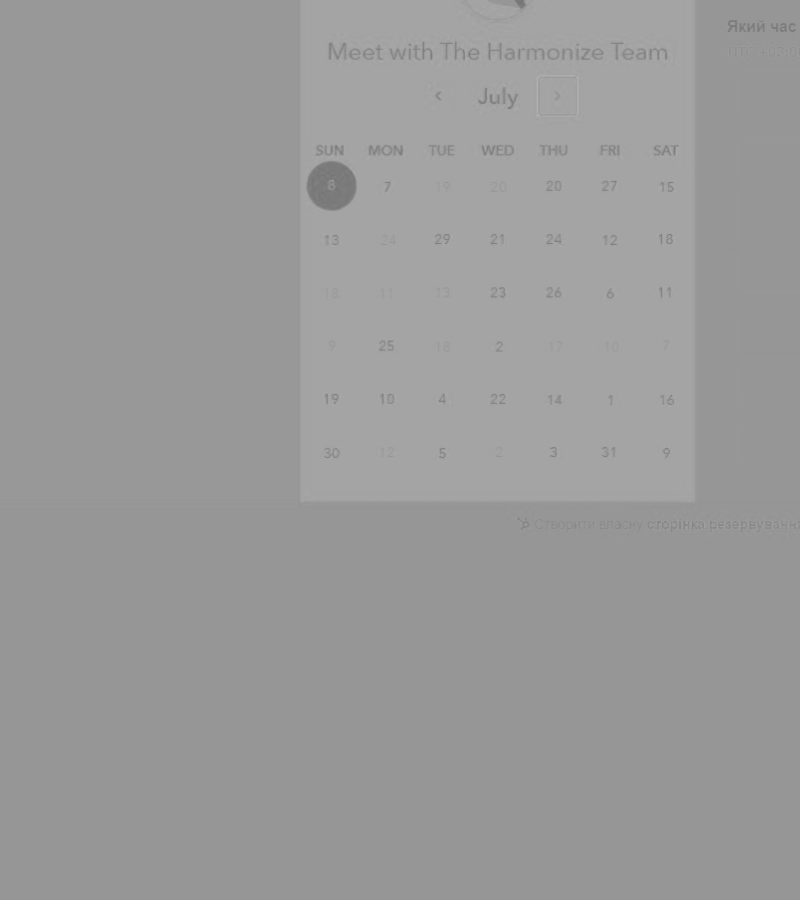 Який час
Meet with The Harmonize Team
‹ July ›
SUN MON TUE WED THU FRI SAT
8 7 19 20 20 27 15
13 24 29 21 24 12 18
18 11 13 23 26 6 11
9 25 18 2 17 10 7
19 10 4 22 14 1 16
30 12 5 2 3 31 9
Створити власну сторінка резервування